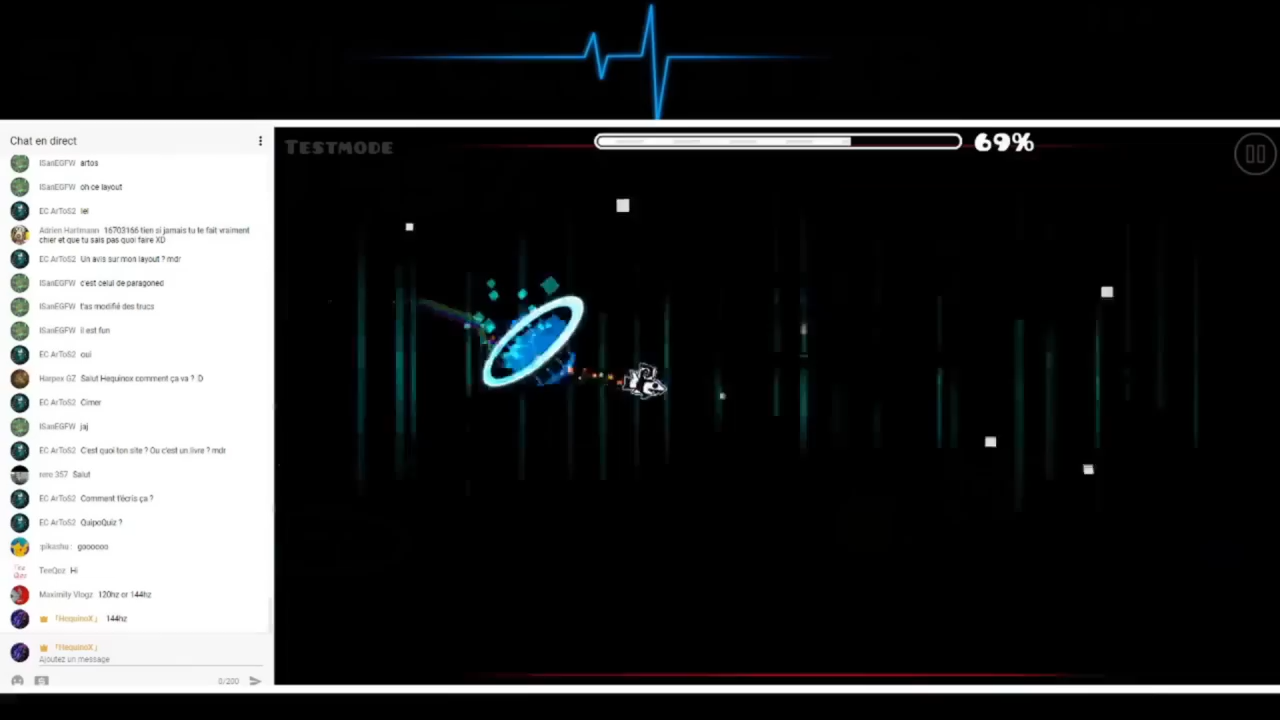 Chat en direct
ISanEGFW artos
ISanEGFW oh ce layout
EC ArToS2 lel
Adrien Hartmann 16703166 tien si jamais tu te fait vraiment
chier et que tu sais pas quoi faire XD
EC ArToS2 Un avis sur mon layout ? mdr
ISanEGFW c'est celui de paragoned
ISanEGFW t'as modifié des trucs
ISanEGFW il est fun
EC ArToS2 oui
Harpex GZ Salut Hequinox comment ça va ? :D
EC ArToS2 Cimer
ISanEGFW jaj
EC ArToS2 C'est quoi ton site ? Ou c'est un livre ? mdr
rere 357 Salut
EC ArToS2 Comment t'écris ça ?
EC ArToS2 QuipoQuiz ?
:pikachu: goooooo
TeeQoz Hi
Maximity Vlogz 120hz or 144hz
「HequinoX」 144hz
「HequinoX」
Ajoutez un message
0/200
TESTMODE
69%